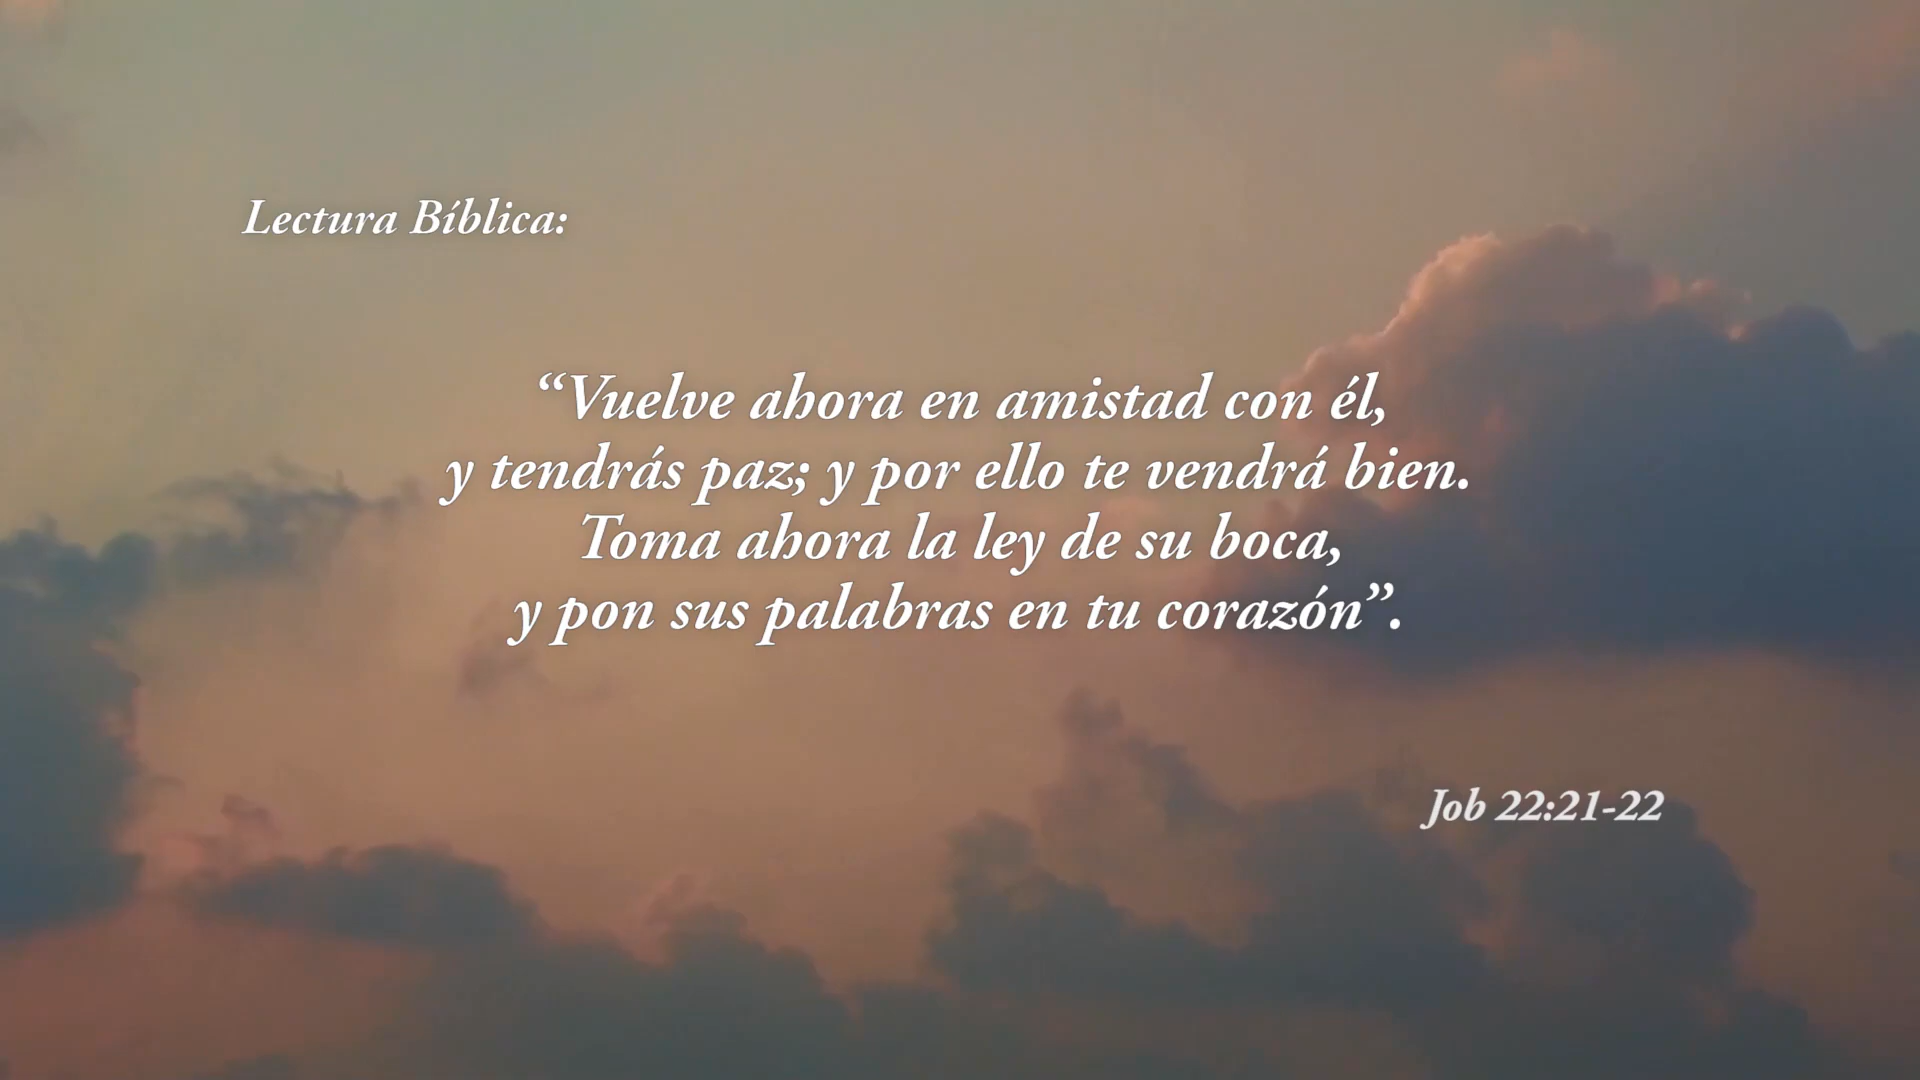 Lectura Bíblica:
“Vuelve ahora en amistad con él,
y tendrás paz; y por ello te vendrá bien.
Toma ahora la ley de su boca,
y pon sus palabras en tu corazón”.
Job 22:21-22